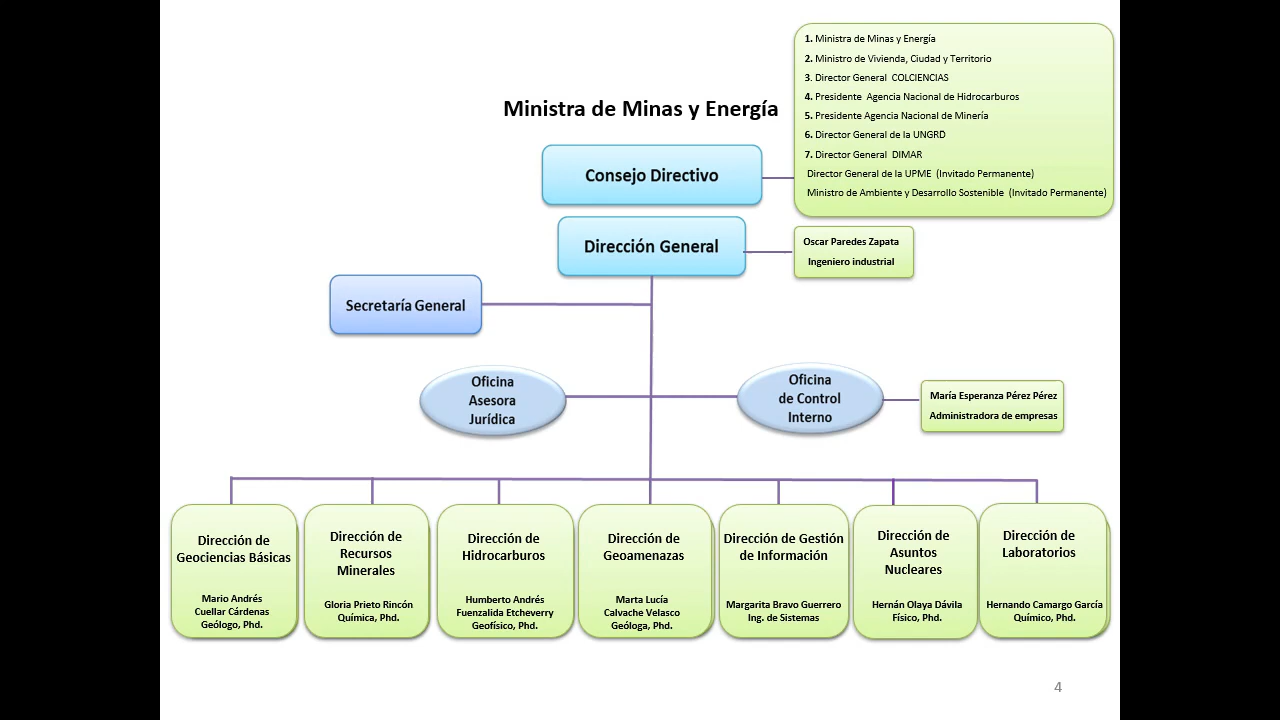 Ministra de Minas y Energía
1. Ministra de Minas y Energía
2. Ministro de Vivienda, Ciudad y Territorio
3. Director General  COLCIENCIAS
4. Presidente  Agencia Nacional de Hidrocarburos
5. Presidente Agencia Nacional de Minería
6. Director General de la UNGRD
7. Director General  DIMAR
Director General de la UPME  (Invitado Permanente)
Ministro de Ambiente y Desarrollo Sostenible  (Invitado Permanente)
Consejo Directivo
Dirección General
Oscar Paredes Zapata
Ingeniero industrial
Secretaría General
Oficina
Asesora
Jurídica
Oficina
de Control
Interno
María Esperanza Pérez Pérez
Administradora de empresas
Dirección de
Geociencias Básicas
Mario Andrés
Cuellar Cárdenas
Geólogo, Phd.
Dirección de
Recursos
Minerales
Gloria Prieto Rincón
Química, Phd.
Dirección de
Hidrocarburos
Humberto Andrés
Fuenzalida Etcheverry
Geofísico, Phd.
Dirección de
Geoamenazas
Marta Lucía
Calvache Velasco
Geóloga, Phd.
Dirección de Gestión
de Información
Margarita Bravo Guerrero
Ing. de Sistemas
Dirección de
Asuntos
Nucleares
Hernán Olaya Dávila
Físico, Phd.
Dirección de
Laboratorios
Hernando Camargo García
Químico, Phd.
4